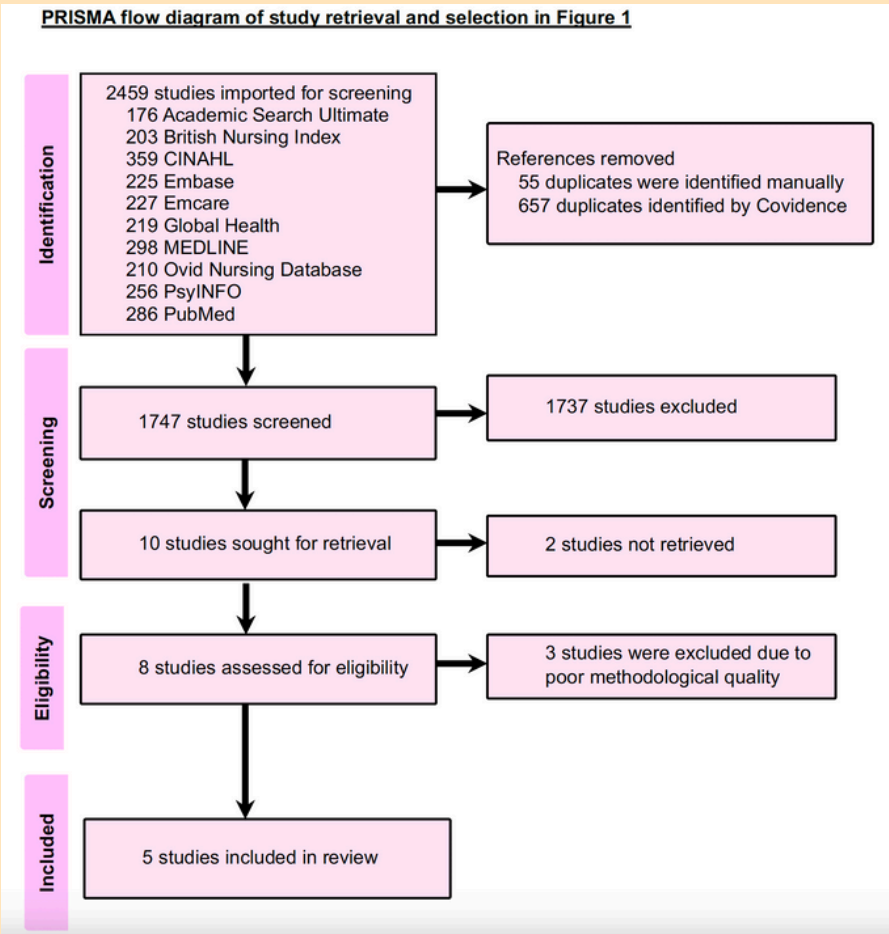 PRISMA flow diagram of study retrieval and selection in Figure 1
Identification
2459 studies imported for screening
176 Academic Search Ultimate
203 British Nursing Index
359 CINAHL
225 Embase
227 Emcare
219 Global Health
298 MEDLINE
210 Ovid Nursing Database
256 PsyINFO
286 PubMed
References removed
55 duplicates were identified manually
657 duplicates identified by Covidence
Screening
1747 studies screened
1737 studies excluded
10 studies sought for retrieval
2 studies not retrieved
Eligibility
8 studies assessed for eligibility
3 studies were excluded due to
poor methodological quality
Included
5 studies included in review